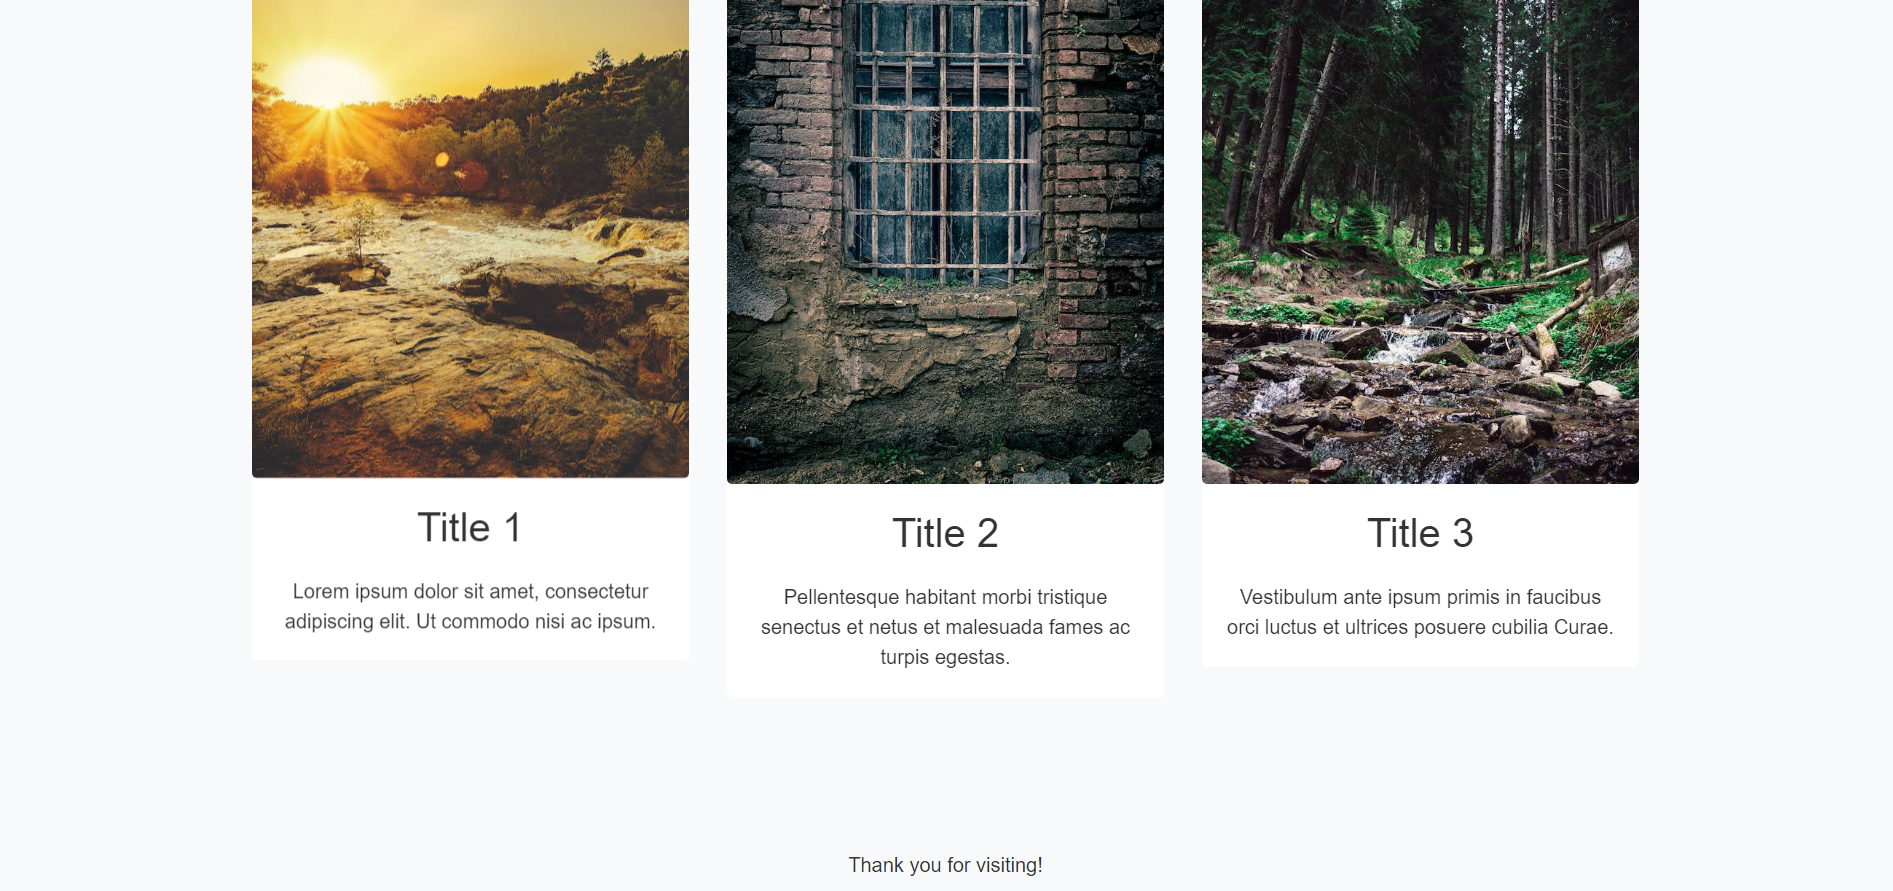 Title 1
Lorem ipsum dolor sit amet, consectetur
adipiscing elit. Ut commodo nisi ac ipsum.
Title 2
Pellentesque habitant morbi tristique
senectus et netus et malesuada fames ac
turpis egestas.
Title 3
Vestibulum ante ipsum primis in faucibus
orci luctus et ultrices posuere cubilia Curae.
Thank you for visiting!